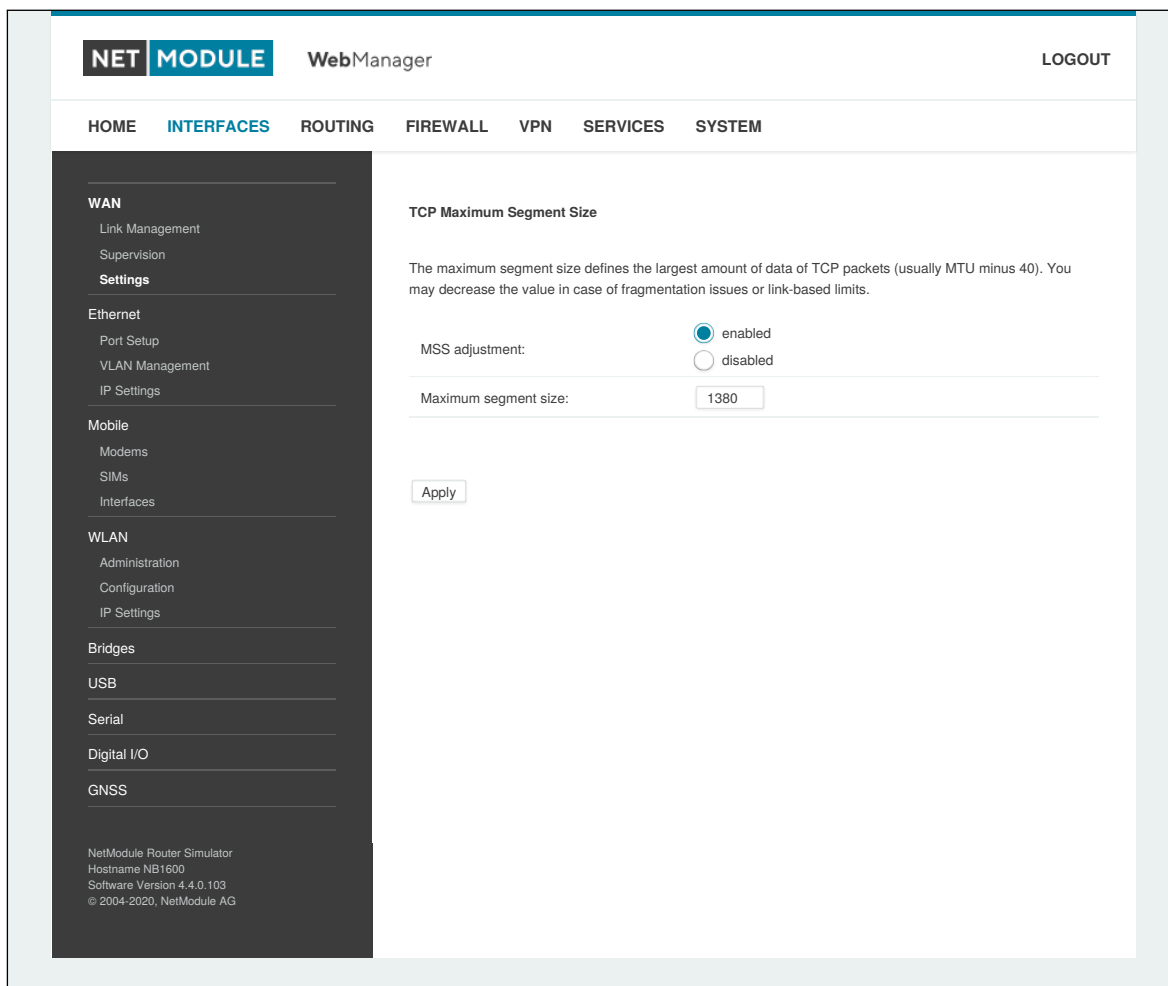 NET MODULE WebManager LOGOUT
HOME INTERFACES ROUTING FIREWALL VPN SERVICES SYSTEM
WAN
Link Management
Supervision
Settings
Ethernet
Port Setup
VLAN Management
IP Settings
Mobile
Modems
SIMs
Interfaces
WLAN
Administration
Configuration
IP Settings
Bridges
USB
Serial
Digital I/O
GNSS
NetModule Router Simulator
Hostname NB1600
Software Version 4.4.0.103
© 2004-2020, NetModule AG
TCP Maximum Segment Size
The maximum segment size defines the largest amount of data of TCP packets (usually MTU minus 40). You
may decrease the value in case of fragmentation issues or link-based limits.
MSS adjustment:
enabled
disabled
Maximum segment size: 1380
Apply